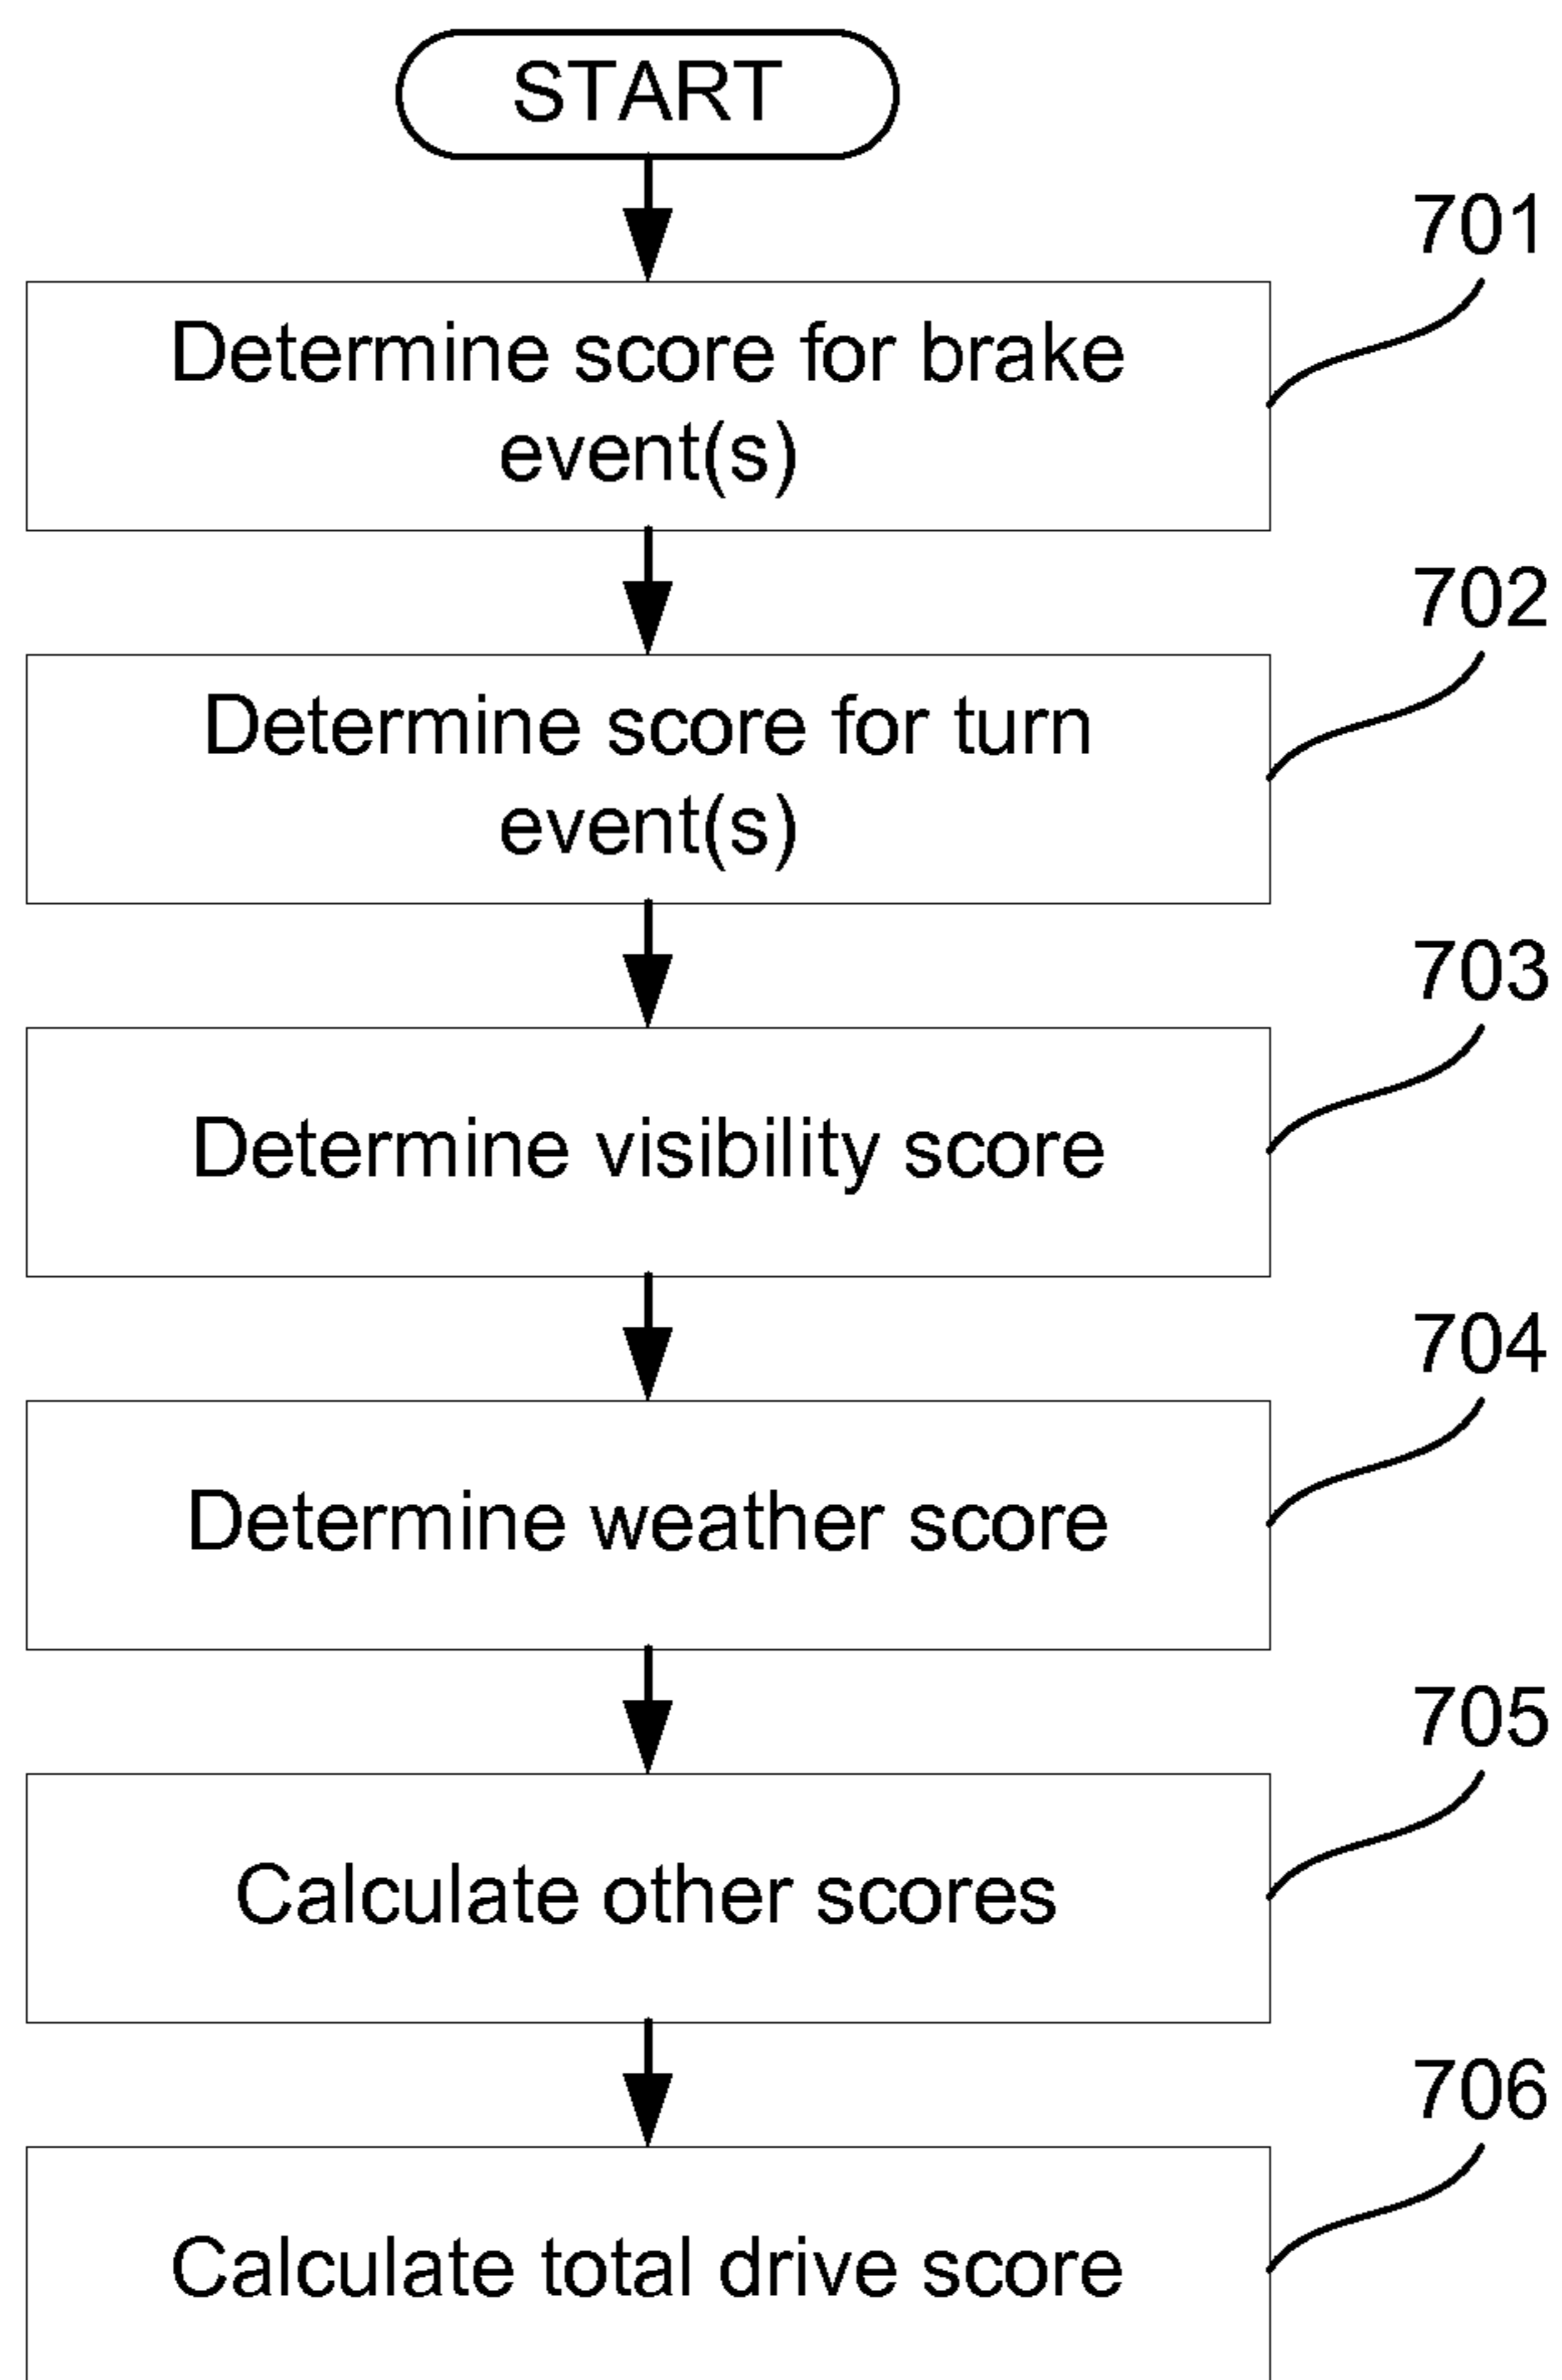 START
701
Determine score for brake
event(s)
702
Determine score for turn
event(s)
703
Determine visibility score
704
Determine weather score
705
Calculate other scores
706
Calculate total drive score